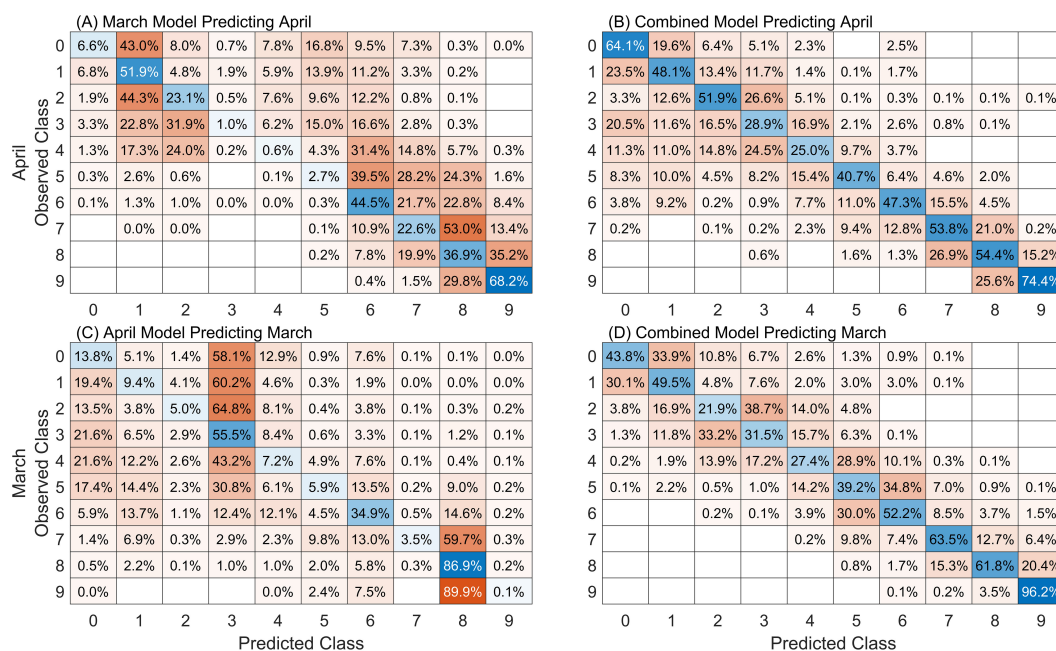 (A) March Model Predicting April
0 6.6% 43.0% 8.0% 0.7% 7.8% 16.8% 9.5% 7.3% 0.3% 0.0%
1 6.8% 51.9% 4.8% 1.9% 5.9% 13.9% 11.2% 3.3% 0.2%
2 1.9% 44.3% 23.1% 0.5% 7.6% 9.6% 12.2% 0.8% 0.1%
3 3.3% 22.8% 31.9% 1.0% 6.2% 15.0% 16.6% 2.8% 0.3%
4 1.3% 17.3% 24.0% 0.2% 0.6% 4.3% 31.4% 14.8% 5.7% 0.3%
5 0.3% 2.6% 0.6% 0.1% 2.7% 39.5% 28.2% 24.3% 1.6%
6 0.1% 1.3% 1.0% 0.0% 0.0% 0.3% 44.5% 21.7% 22.8% 8.4%
7 0.0% 0.0% 0.1% 10.9% 22.6% 53.0% 13.4%
8 0.2% 7.8% 19.9% 36.9% 35.2%
9 0.4% 1.5% 29.8% 68.2%
0 1 2 3 4 5 6 7 8 9
April
Observed Class
(B) Combined Model Predicting April
0 64.1% 19.6% 6.4% 5.1% 2.3% 2.5%
1 23.5% 48.1% 13.4% 11.7% 1.4% 0.1% 1.7%
2 3.3% 12.6% 51.9% 26.6% 5.1% 0.1% 0.3% 0.1% 0.1% 0.1%
3 20.5% 11.6% 16.5% 28.9% 16.9% 2.1% 2.6% 0.8% 0.1%
4 11.3% 11.0% 14.8% 24.5% 25.0% 9.7% 3.7%
5 8.3% 10.0% 4.5% 8.2% 15.4% 40.7% 6.4% 4.6% 2.0%
6 3.8% 9.2% 0.2% 0.9% 7.7% 11.0% 47.3% 15.5% 4.5%
7 0.2% 0.1% 0.2% 2.3% 9.4% 12.8% 53.8% 21.0% 0.2%
8 0.6% 1.6% 1.3% 26.9% 54.4% 15.2%
9 25.6% 74.4%
0 1 2 3 4 5 6 7 8 9
(C) April Model Predicting March
0 13.8% 5.1% 1.4% 58.1% 12.9% 0.9% 7.6% 0.1% 0.1% 0.0%
1 19.4% 9.4% 4.1% 60.2% 4.6% 0.3% 1.9% 0.0% 0.0% 0.0%
2 13.5% 3.8% 5.0% 64.8% 8.1% 0.4% 3.8% 0.1% 0.3% 0.2%
3 21.6% 6.5% 2.9% 55.5% 8.4% 0.6% 3.3% 0.1% 1.2% 0.1%
4 21.6% 12.2% 2.6% 43.2% 7.2% 4.9% 7.6% 0.1% 0.4% 0.1%
5 17.4% 14.4% 2.3% 30.8% 6.1% 5.9% 13.5% 0.2% 9.0% 0.2%
6 5.9% 13.7% 1.1% 12.4% 12.1% 4.5% 34.9% 0.5% 14.6% 0.2%
7 1.4% 6.9% 0.3% 2.9% 2.3% 9.8% 13.0% 3.5% 59.7% 0.3%
8 0.5% 2.2% 0.1% 1.0% 1.0% 2.0% 5.8% 0.3% 86.9% 0.2%
9 0.0% 0.0% 2.4% 7.5% 89.9% 0.1%
0 1 2 3 4 5 6 7 8 9
March
Observed Class
Predicted Class
(D) Combined Model Predicting March
0 43.8% 33.9% 10.8% 6.7% 2.6% 1.3% 0.9% 0.1%
1 30.1% 49.5% 4.8% 7.6% 2.0% 3.0% 3.0% 0.1%
2 3.8% 16.9% 21.9% 38.7% 14.0% 4.8%
3 1.3% 11.8% 33.2% 31.5% 15.7% 6.3% 0.1%
4 0.2% 1.9% 13.9% 17.2% 27.4% 28.9% 10.1% 0.3% 0.1%
5 0.1% 2.2% 0.5% 1.0% 14.2% 39.2% 34.8% 7.0% 0.9% 0.1%
6 0.2% 0.1% 3.9% 30.0% 52.2% 8.5% 3.7% 1.5%
7 0.2% 9.8% 7.4% 63.5% 12.7% 6.4%
8 0.8% 1.7% 15.3% 61.8% 20.4%
9 0.1% 0.2% 3.5% 96.2%
0 1 2 3 4 5 6 7 8 9
Predicted Class